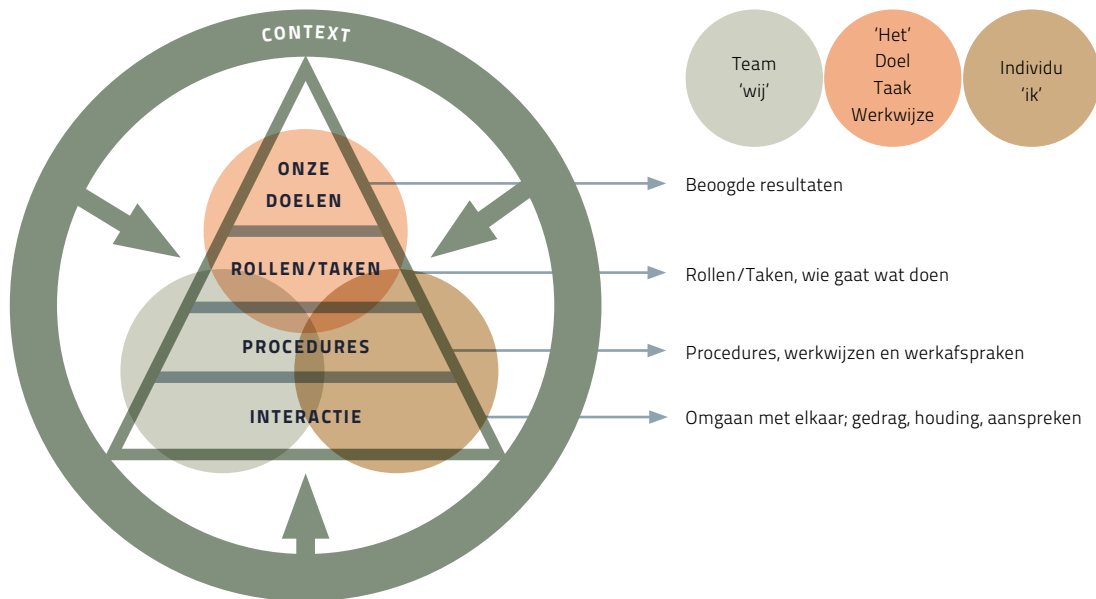 CONTEXT
ONZE
DOELEN
ROLLEN/TAKEN
PROCEDURES
INTERACTIE
Team
'wij'
'Het'
Doel
Taak
Werkwijze
Individu
'ik'
Beoogde resultaten
Rollen/Taken, wie gaat wat doen
Procedures, werkwijzen en werkafspraken
Omgaan met elkaar; gedrag, houding, aanspreken